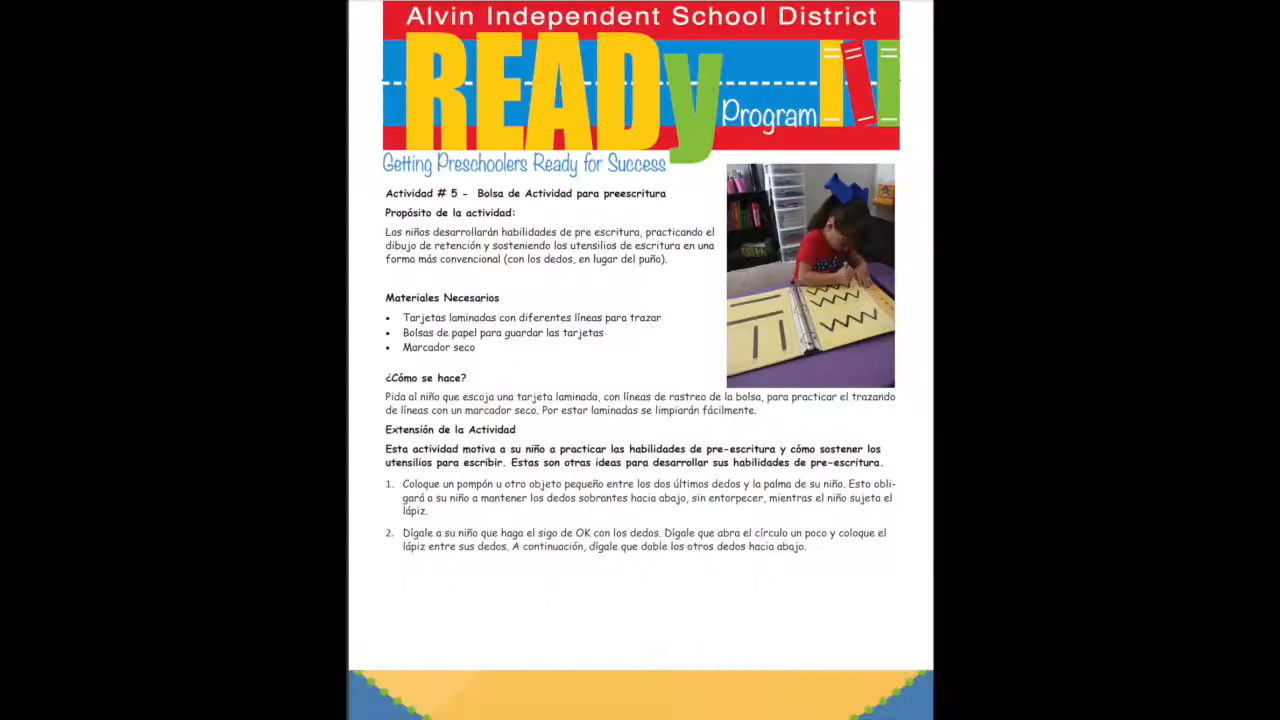 Alvin Independent School District
READy
Program
Getting Preschoolers Ready for Success
Actividad # 5 - Bolsa de Actividad para preescritura
Propósito de la actividad:
Los niños desarrollarán habilidades de pre escritura, practicando el
dibujo de retención y sosteniendo los utensilios de escritura en una
forma más convencional (con los dedos, en lugar del puño).
Materiales Necesarios
• Tarjetas laminadas con diferentes líneas para trazar
• Bolsas de papel para guardar las tarjetas
• Marcador seco
¿Cómo se hace?
Pida al niño que escoja una tarjeta laminada, con líneas de rastreo de la bolsa, para practicar el trazando
de líneas con un marcador seco. Por estar laminadas se limpiarán fácilmente.
Extensión de la Actividad
Esta actividad motiva a su niño a practicar las habilidades de pre-escritura y cómo sostener los
utensilios para escribir. Estas son otras ideas para desarrollar sus habilidades de pre-escritura.
1. Coloque un pompón u otro objeto pequeño entre los dos últimos dedos y la palma de su niño. Esto obli-
gará a su niño a mantener los dedos sobrantes hacia abajo, sin entorpecer, mientras el niño sujeta el
lápiz.
2. Dígale a su niño que haga el sigo de OK con los dedos. Dígale que abra el círculo un poco y coloque el
lápiz entre sus dedos. A continuación, dígale que doble los otros dedos hacia abajo.